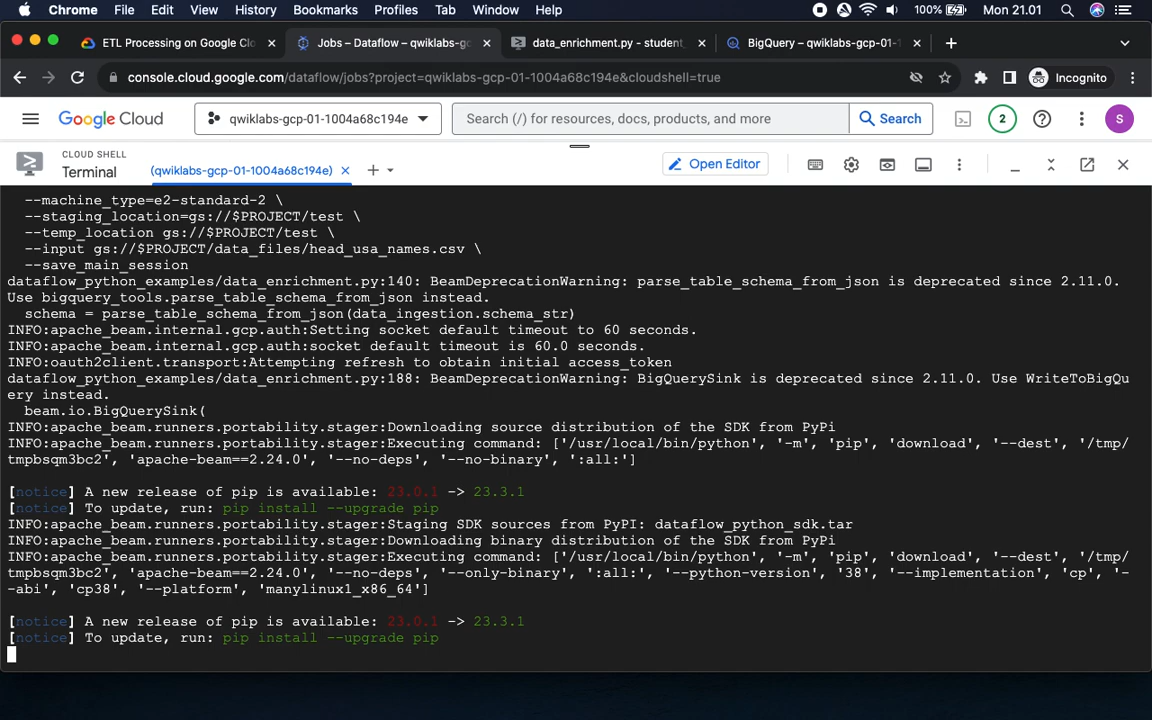 Chrome File Edit View History Bookmarks Profiles Tab Window Help 100% Mon 21.01
ETL Processing on Google Clo
Jobs – Dataflow – qwiklabs-gc
data_enrichment.py - student_
BigQuery – qwiklabs-gcp-01-1
console.cloud.google.com/dataflow/jobs?project=qwiklabs-gcp-01-1004a68c194e&cloudshell=true
Incognito
Google Cloud
qwiklabs-gcp-01-1004a68c194e
Search (/) for resources, docs, products, and more
Search
2
S
CLOUD SHELL
Terminal
(qwiklabs-gcp-01-1004a68c194e)
Open Editor
--machine_type=e2-standard-2 \
--staging_location=gs://$PROJECT/test \
--temp_location gs://$PROJECT/test \
--input gs://$PROJECT/data_files/head_usa_names.csv \
--save_main_session
dataflow_python_examples/data_enrichment.py:140: BeamDeprecationWarning: parse_table_schema_from_json is deprecated since 2.11.0.
Use bigquery_tools.parse_table_schema_from_json instead.
schema = parse_table_schema_from_json(data_ingestion.schema_str)
INFO:apache_beam.internal.gcp.auth:Setting socket default timeout to 60 seconds.
INFO:apache_beam.internal.gcp.auth:socket default timeout is 60.0 seconds.
INFO:oauth2client.transport:Attempting refresh to obtain initial access_token
dataflow_python_examples/data_enrichment.py:188: BeamDeprecationWarning: BigQuerySink is deprecated since 2.11.0. Use WriteToBigQu
ery instead.
beam.io.BigQuerySink(
INFO:apache_beam.runners.portability.stager:Downloading source distribution of the SDK from PyPi
INFO:apache_beam.runners.portability.stager:Executing command: ['/usr/local/bin/python', '-m', 'pip', 'download', '--dest', '/tmp/
tmpbsqm3bc2', 'apache-beam==2.24.0', '--no-deps', '--no-binary', ':all:']
[notice] A new release of pip is available: 23.0.1 -> 23.3.1
[notice] To update, run: pip install --upgrade pip
INFO:apache_beam.runners.portability.stager:Staging SDK sources from PyPI: dataflow_python_sdk.tar
INFO:apache_beam.runners.portability.stager:Downloading binary distribution of the SDK from PyPi
INFO:apache_beam.runners.portability.stager:Executing command: ['/usr/local/bin/python', '-m', 'pip', 'download', '--dest', '/tmp/
tmpbsqm3bc2', 'apache-beam==2.24.0', '--no-deps', '--only-binary', ':all:', '--python-version', '38', '--implementation', 'cp', '-
-abi', 'cp38', '--platform', 'manylinux1_x86_64']
[notice] A new release of pip is available: 23.0.1 -> 23.3.1
[notice] To update, run: pip install --upgrade pip